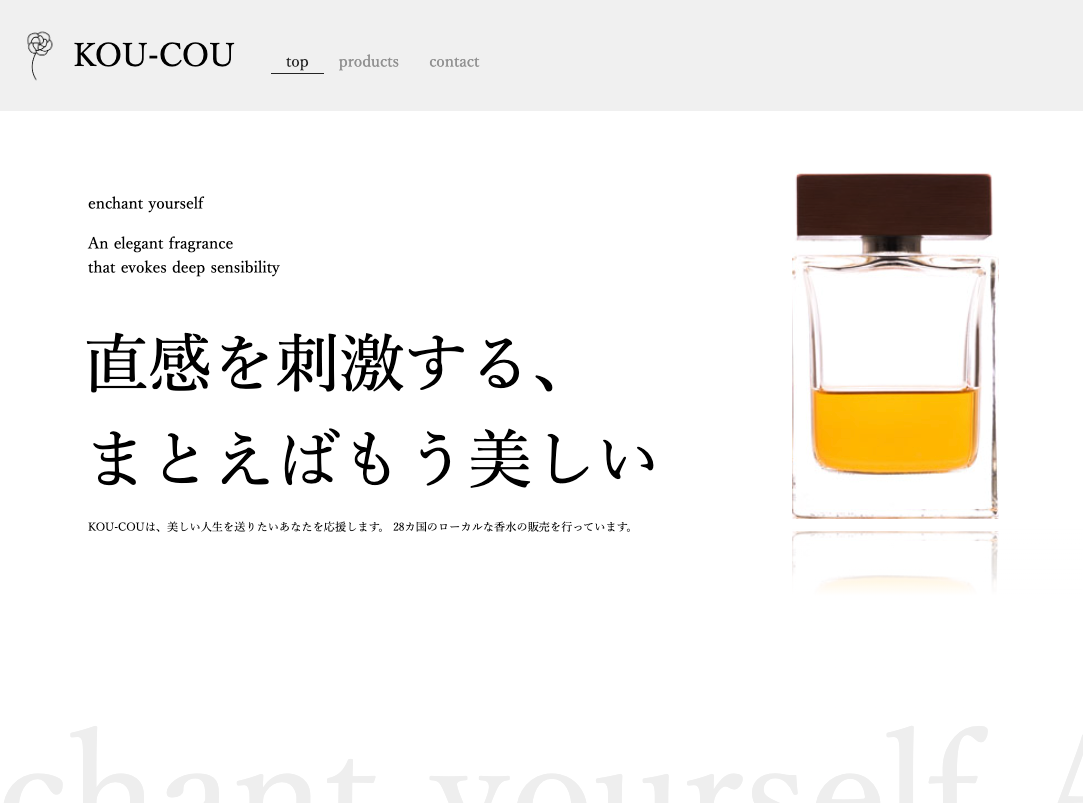 KOU-COU
top products contact
enchant yourself
An elegant fragrance
that evokes deep sensibility
直感を刺激する、
まとえばもう美しい
KOU-COUは、美しい人生を送りたいあなたを応援します。 28カ国のローカルな香水の販売を行っています。
chant yourself A